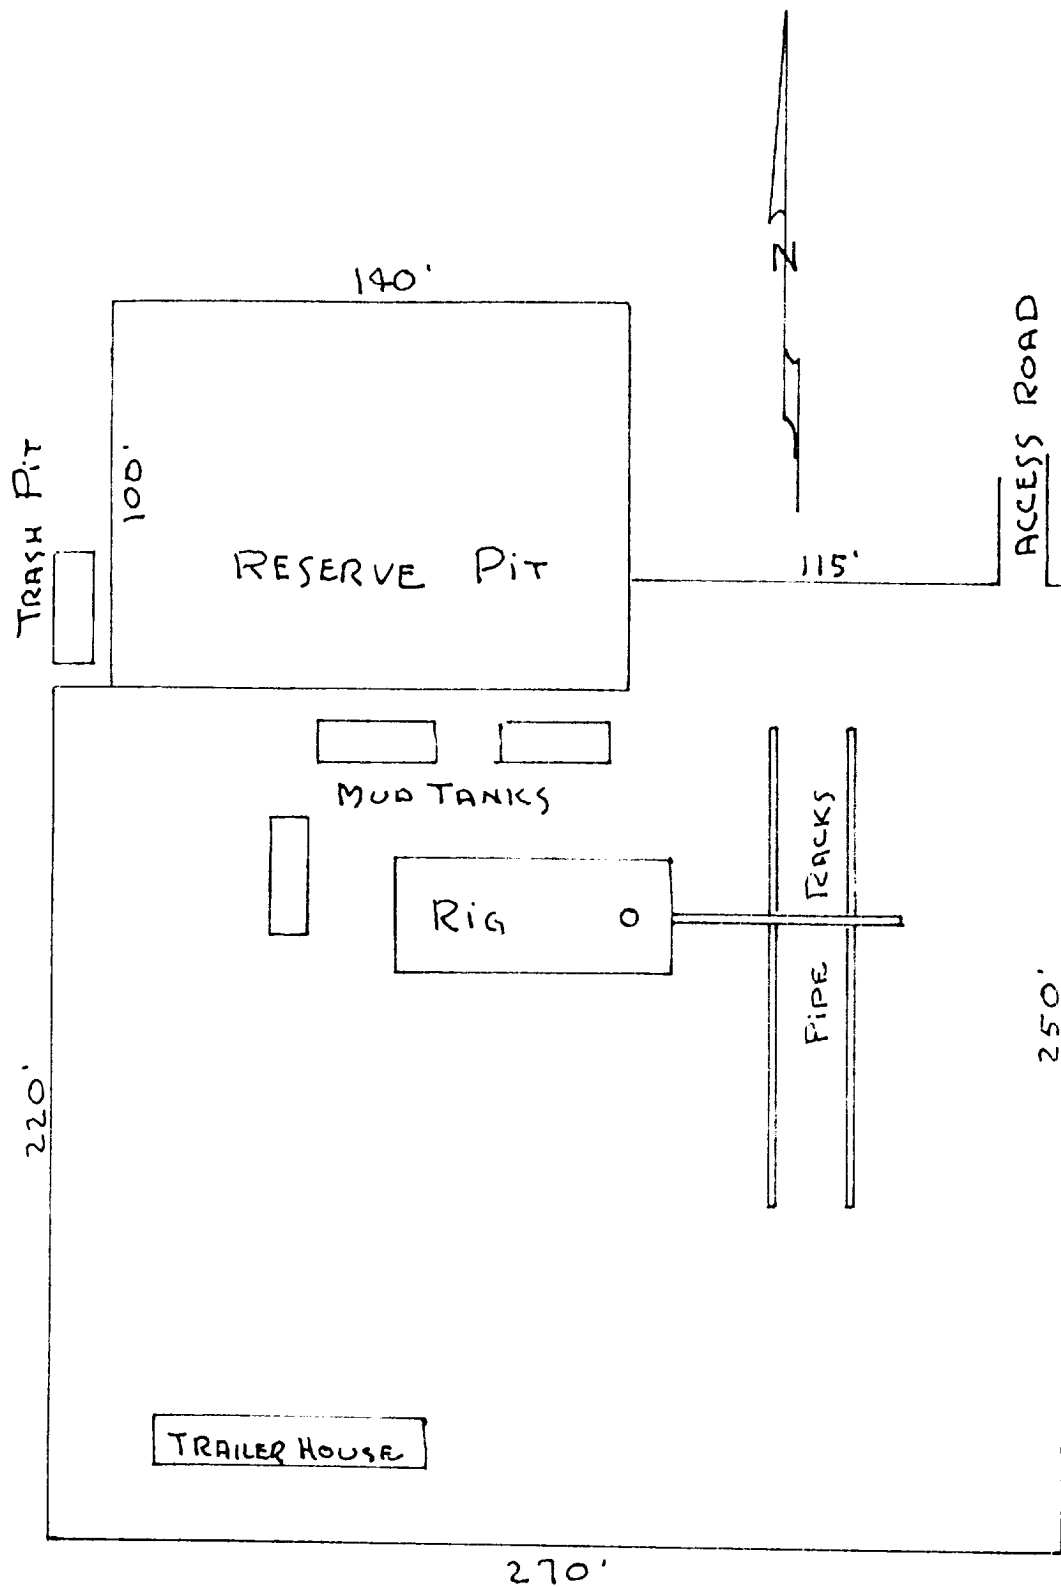 N
140'
ACCESS ROAD
TRASH PIT
100'
RESERVE PIT
115'
MUD TANKS
RIG
PIPE RACKS
250'
220'
TRAILER HOUSE
270'